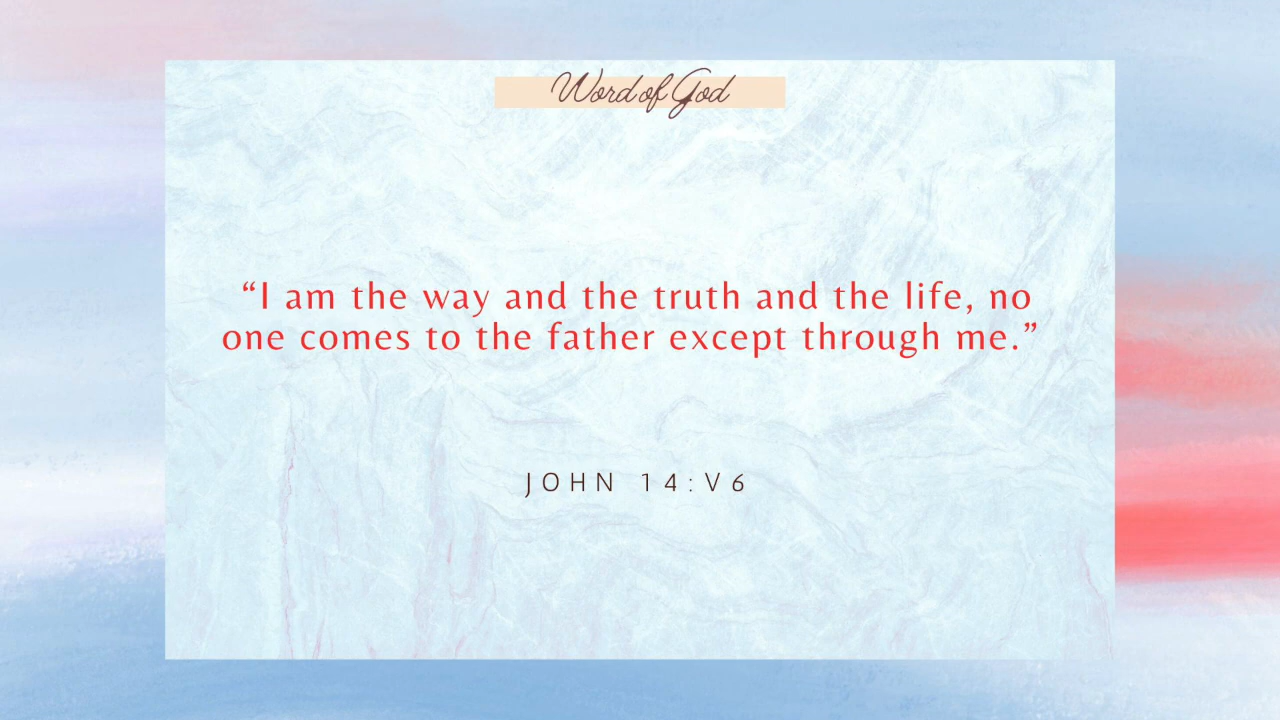 Word of God
“I am the way and the truth and the life, no
one comes to the father except through me.”
JOHN 14:V6